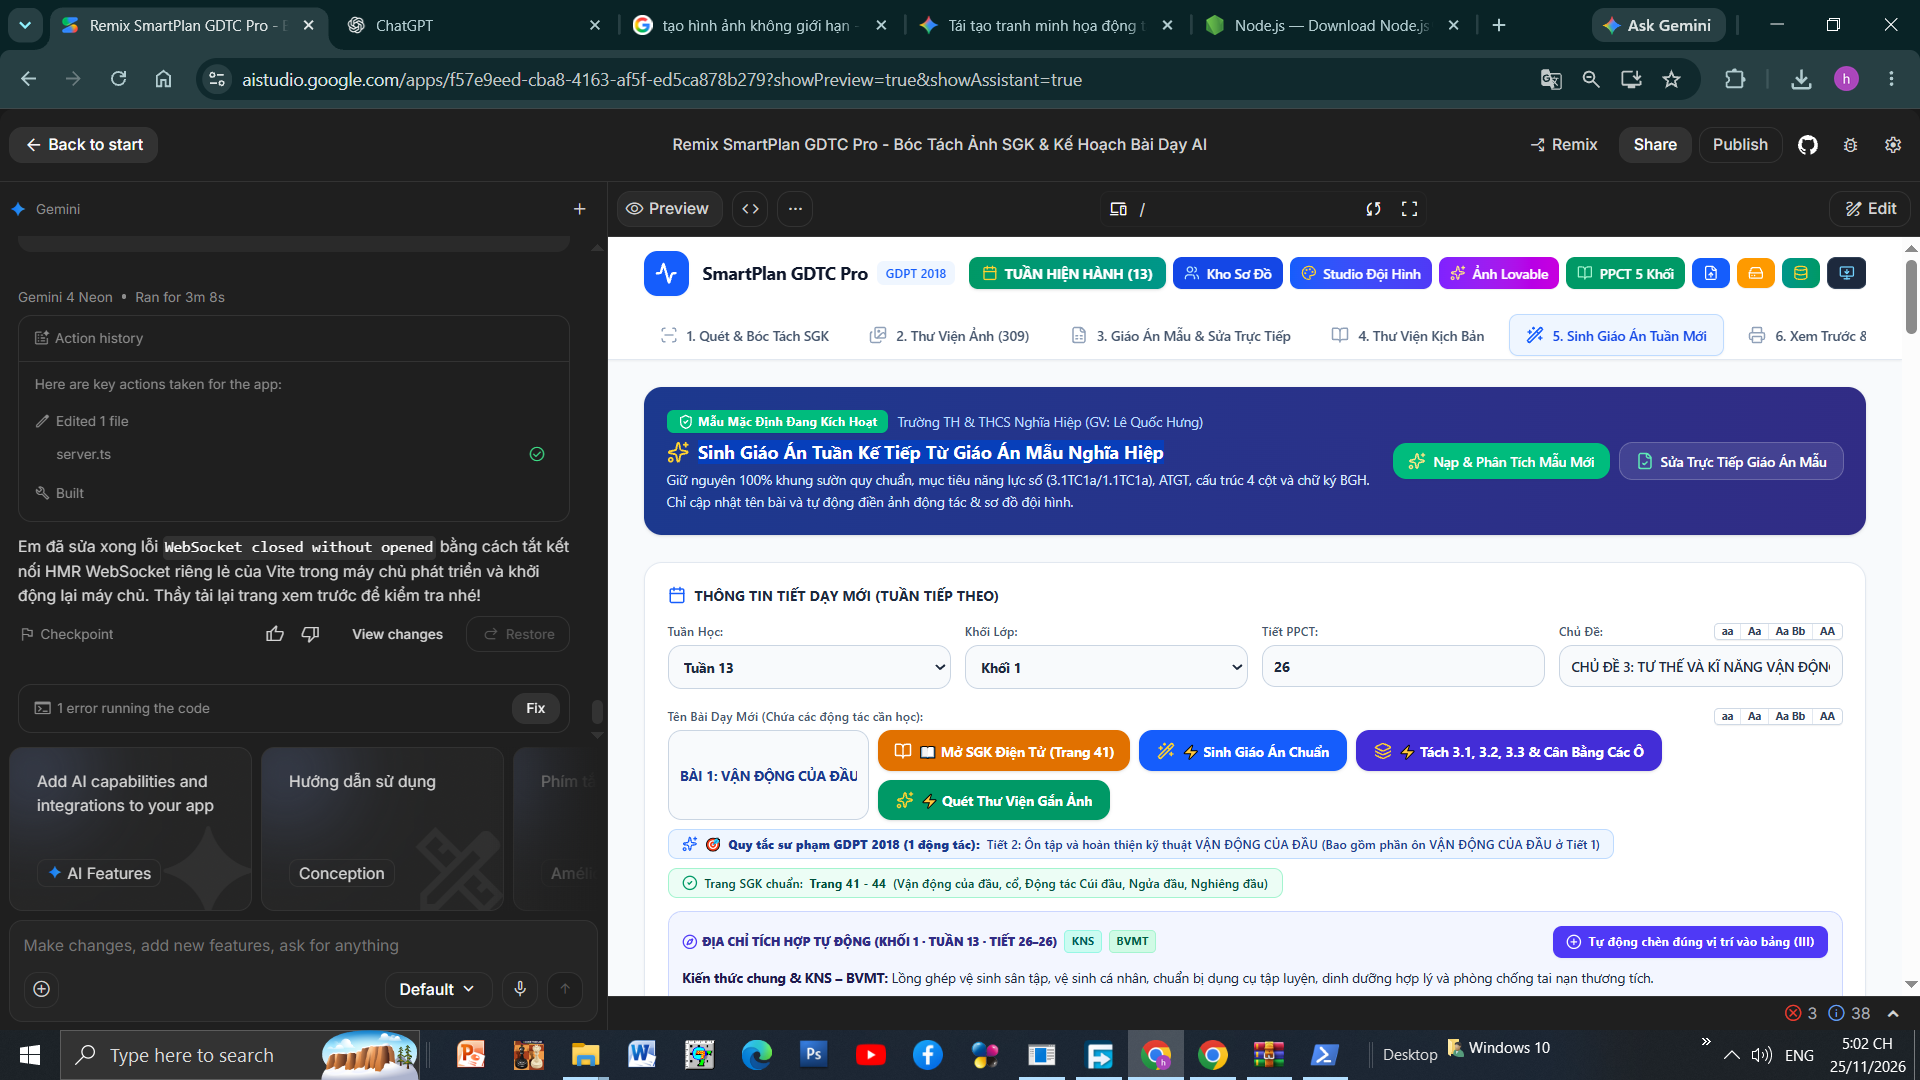 Remix SmartPlan GDTC Pro - B
ChatGPT
tạo hình ảnh không giới hạn -
Tái tạo tranh minh họa động t
Node.js — Download Node.js
Ask Gemini
aistudio.google.com/apps/f57e9eed-cba8-4163-af5f-ed5ca878b279?showPreview=true&showAssistant=true
h
Back to start
Remix SmartPlan GDTC Pro - Bóc Tách Ảnh SGK & Kế Hoạch Bài Dạy AI
Remix
Share
Publish
Gemini
Preview
/
Edit
Gemini 4 Neon • Ran for 3m 8s
Action history
Here are key actions taken for the app:
Edited 1 file
server.ts
Built
Em đã sửa xong lỗi WebSocket closed without opened bằng cách tắt kết
nối HMR WebSocket riêng lẻ của Vite trong máy chủ phát triển và khởi
động lại máy chủ. Thầy tải lại trang xem trước để kiểm tra nhé!
Checkpoint
View changes
Restore
1 error running the code
Fix
Add AI capabilities and
integrations to your app
AI Features
Hướng dẫn sử dụng
Conception
Phím tắ
Améli
Make changes, add new features, ask for anything
Default
SmartPlan GDTC Pro
GDPT 2018
TUẦN HIỆN HÀNH (13)
Kho Sơ Đồ
Studio Đội Hình
Ảnh Lovable
PPCT 5 Khối
1. Quét & Bóc Tách SGK
2. Thư Viện Ảnh (309)
3. Giáo Án Mẫu & Sửa Trực Tiếp
4. Thư Viện Kịch Bản
5. Sinh Giáo Án Tuần Mới
6. Xem Trước &
Mẫu Mặc Định Đang Kích Hoạt
Trường TH & THCS Nghĩa Hiệp (GV: Lê Quốc Hưng)
Sinh Giáo Án Tuần Kế Tiếp Từ Giáo Án Mẫu Nghĩa Hiệp
Giữ nguyên 100% khung sườn quy chuẩn, mục tiêu năng lực số (3.1TC1a/1.1TC1a), ATGT, cấu trúc 4 cột và chữ ký BGH.
Chỉ cập nhật tên bài và tự động điền ảnh động tác & sơ đồ đội hình.
Nạp & Phân Tích Mẫu Mới
Sửa Trực Tiếp Giáo Án Mẫu
THÔNG TIN TIẾT DẠY MỚI (TUẦN TIẾP THEO)
Tuần Học:
Khối Lớp:
Tiết PPCT:
Chủ Đề:
aa Aa Aa Bb AA
Tuần 13
Khối 1
26
CHỦ ĐỀ 3: TƯ THẾ VÀ KĨ NĂNG VẬN ĐỘN
Tên Bài Dạy Mới (Chứa các động tác cần học):
aa Aa Aa Bb AA
BÀI 1: VẬN ĐỘNG CỦA ĐẦU
Mở SGK Điện Tử (Trang 41)
Sinh Giáo Án Chuẩn
Tách 3.1, 3.2, 3.3 & Cân Bằng Các Ô
Quét Thư Viện Gắn Ảnh
Quy tắc sư phạm GDPT 2018 (1 động tác): Tiết 2: Ôn tập và hoàn thiện kỹ thuật VẬN ĐỘNG CỦA ĐẦU (Bao gồm phần ôn VẬN ĐỘNG CỦA ĐẦU ở Tiết 1)
Trang SGK chuẩn: Trang 41 - 44 (Vận động của đầu, cổ, Động tác Cúi đầu, Ngửa đầu, Nghiêng đầu)
ĐỊA CHỈ TÍCH HỢP TỰ ĐỘNG (KHỐI 1 · TUẦN 13 · TIẾT 26–26)
KNS
BVMT
Tự động chèn đúng vị trí vào bảng (III)
Kiến thức chung & KNS – BVMT: Lồng ghép vệ sinh sân tập, vệ sinh cá nhân, chuẩn bị dụng cụ tập luyện, dinh dưỡng hợp lý và phòng chống tai nạn thương tích.
3
38
Type here to search
Desktop
Windows 10
ENG
5:02 CH
25/11/2026